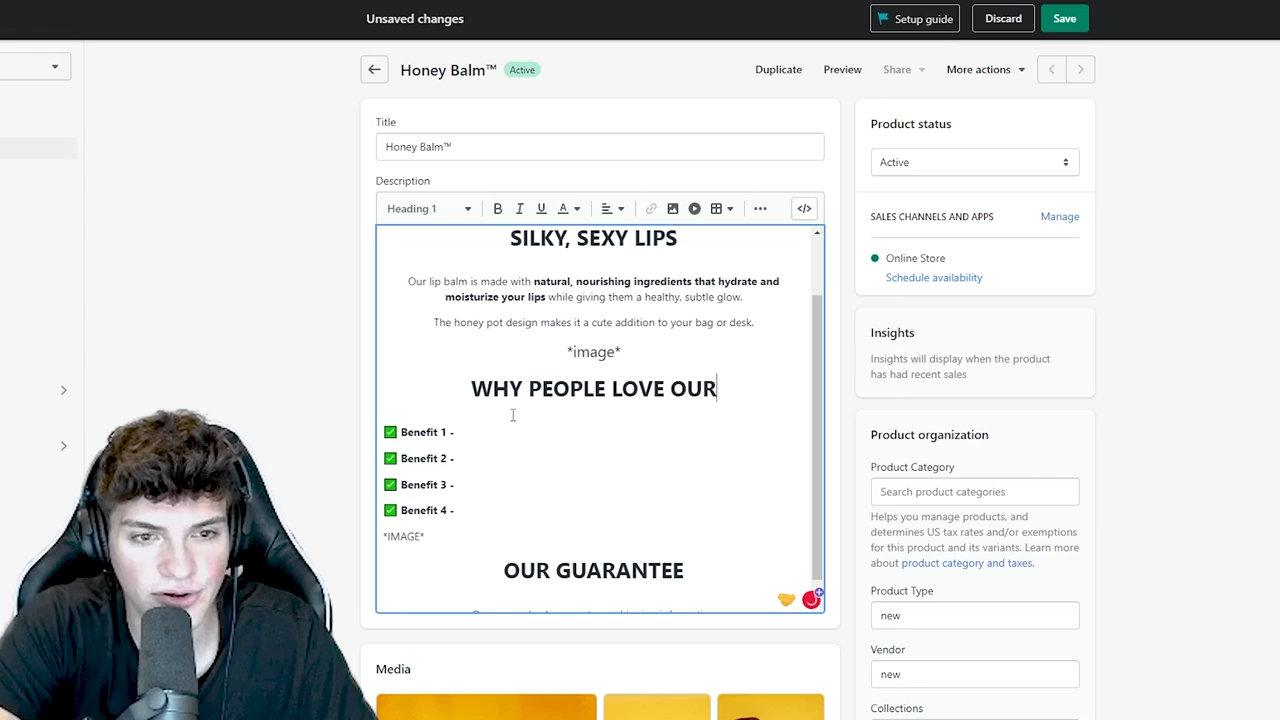 Unsaved changes
Setup guide
Discard
Save
Honey Balm™
Active
Duplicate
Preview
Share
More actions
Title
Honey Balm™
Description
Heading 1
B I U A
</>
SILKY, SEXY LIPS
Our lip balm is made with natural, nourishing ingredients that hydrate and
moisturize your lips while giving them a healthy, subtle glow.
The honey pot design makes it a cute addition to your bag or desk.
*image*
WHY PEOPLE LOVE OUR
✅ Benefit 1 -
✅ Benefit 2 -
✅ Benefit 3 -
✅ Benefit 4 -
*IMAGE*
OUR GUARANTEE
Media
Product status
Active
SALES CHANNELS AND APPS
Manage
Online Store
Schedule availability
Insights
Insights will display when the product
has had recent sales
Product organization
Product Category
Search product categories
Helps you manage products, and
determines US tax rates and/or exemptions
for this product and its variants. Learn more
about product category and taxes.
Product Type
new
Vendor
new
Collections